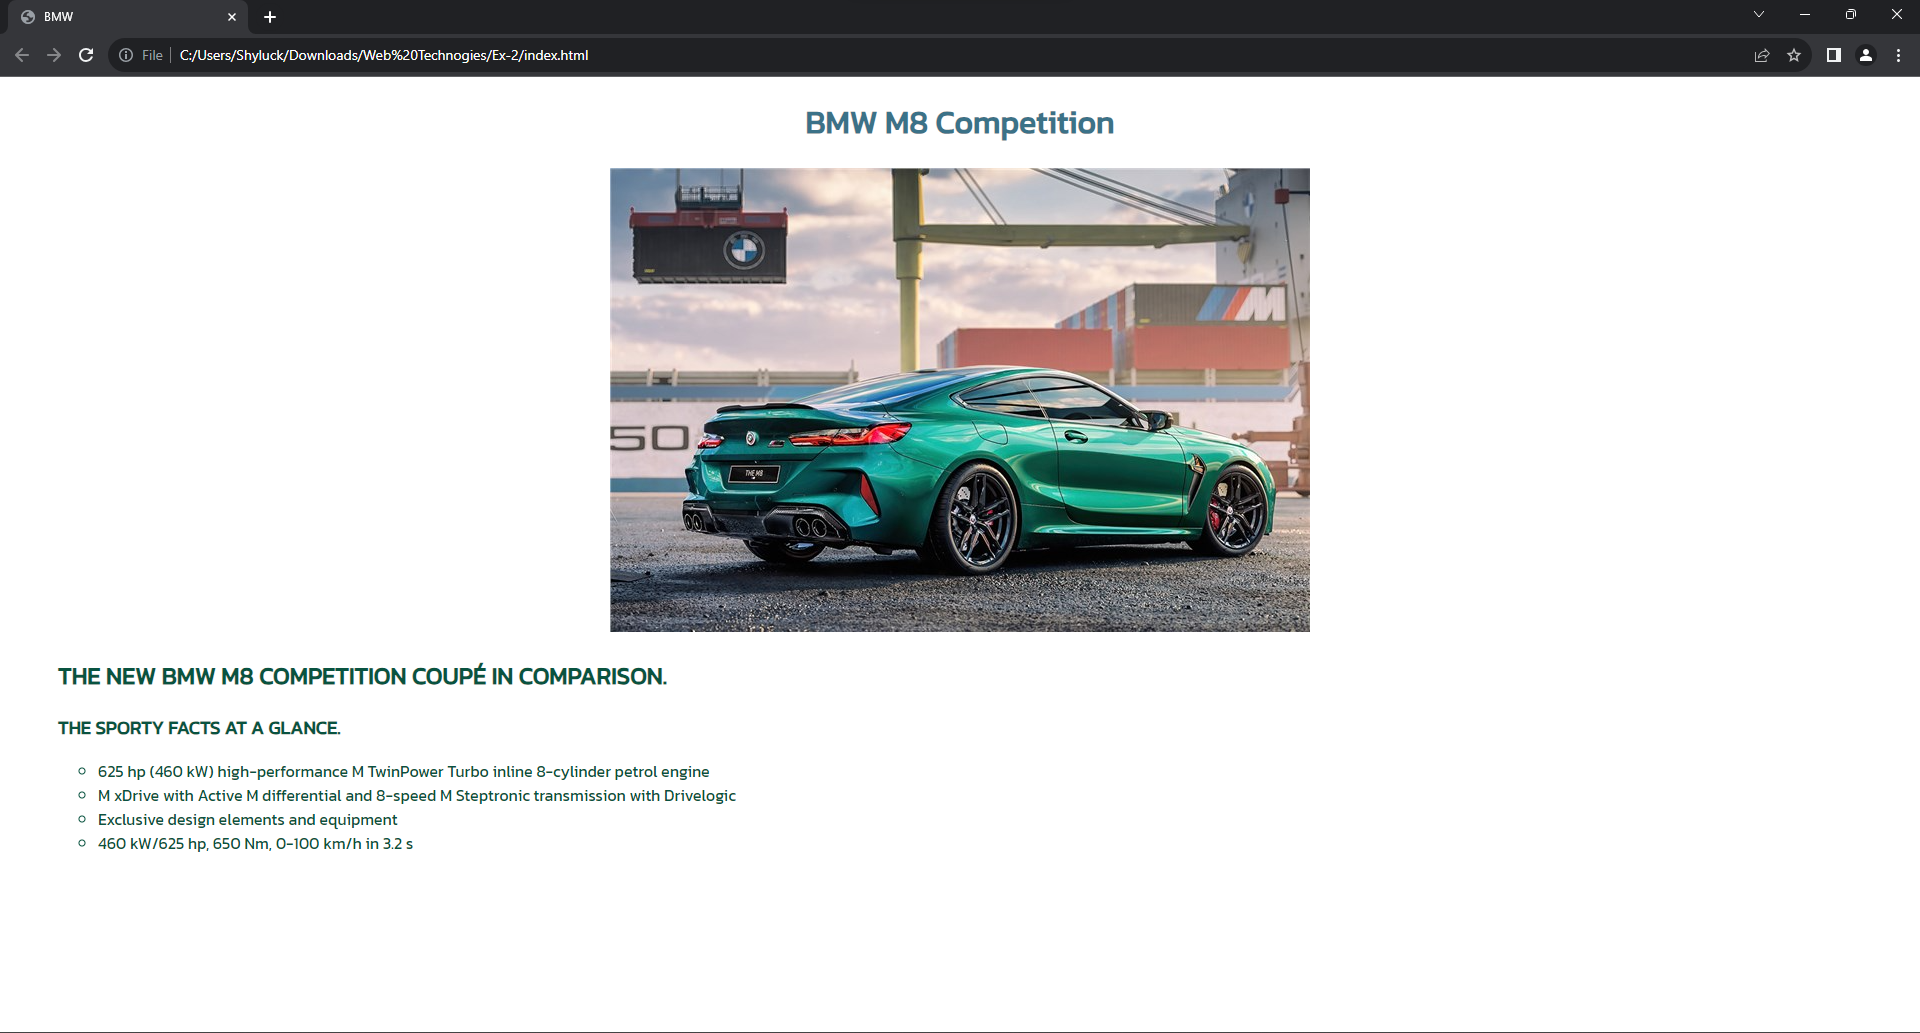 BMW
File
C:/Users/Shyluck/Downloads/Web%20Technogies/Ex-2/index.html
BMW M8 Competition
M
50
THE M8
THE NEW BMW M8 COMPETITION COUPÉ IN COMPARISON.
THE SPORTY FACTS AT A GLANCE.
625 hp (460 kW) high-performance M TwinPower Turbo inline 8-cylinder petrol engine
M xDrive with Active M differential and 8-speed M Steptronic transmission with Drivelogic
Exclusive design elements and equipment
460 kW/625 hp, 650 Nm, 0-100 km/h in 3.2 s